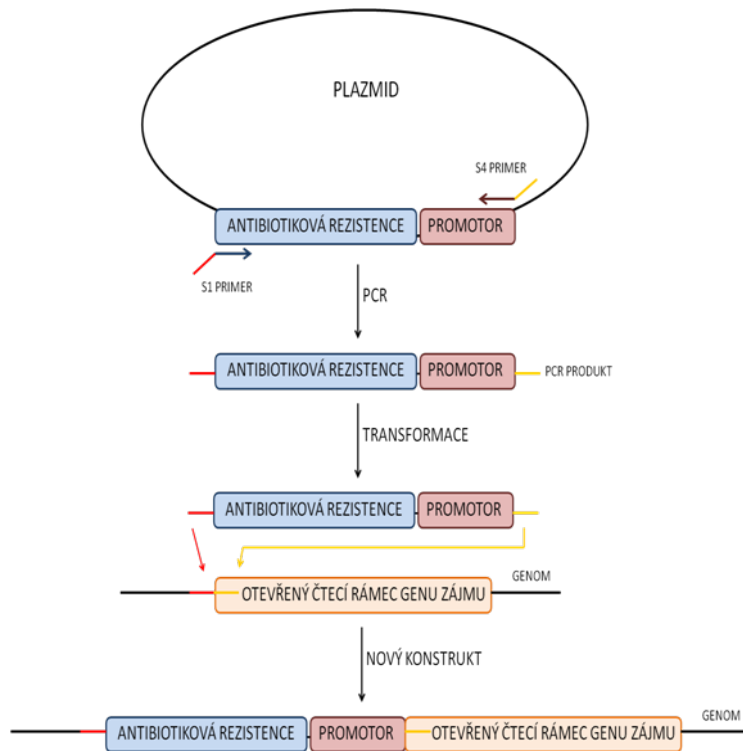 PLAZMID
S4 PRIMER
ANTIBIOTIKOVÁ REZISTENCE
PROMOTOR
S1 PRIMER
PCR
ANTIBIOTIKOVÁ REZISTENCE
PROMOTOR
PCR PRODUKT
TRANSFORMACE
ANTIBIOTIKOVÁ REZISTENCE
PROMOTOR
GENOM
OTEVŘENÝ ČTECÍ RÁMEC GENU ZÁJMU
NOVÝ KONSTRUKT
GENOM
ANTIBIOTIKOVÁ REZISTENCE
PROMOTOR
OTEVŘENÝ ČTECÍ RÁMEC GENU ZÁJMU